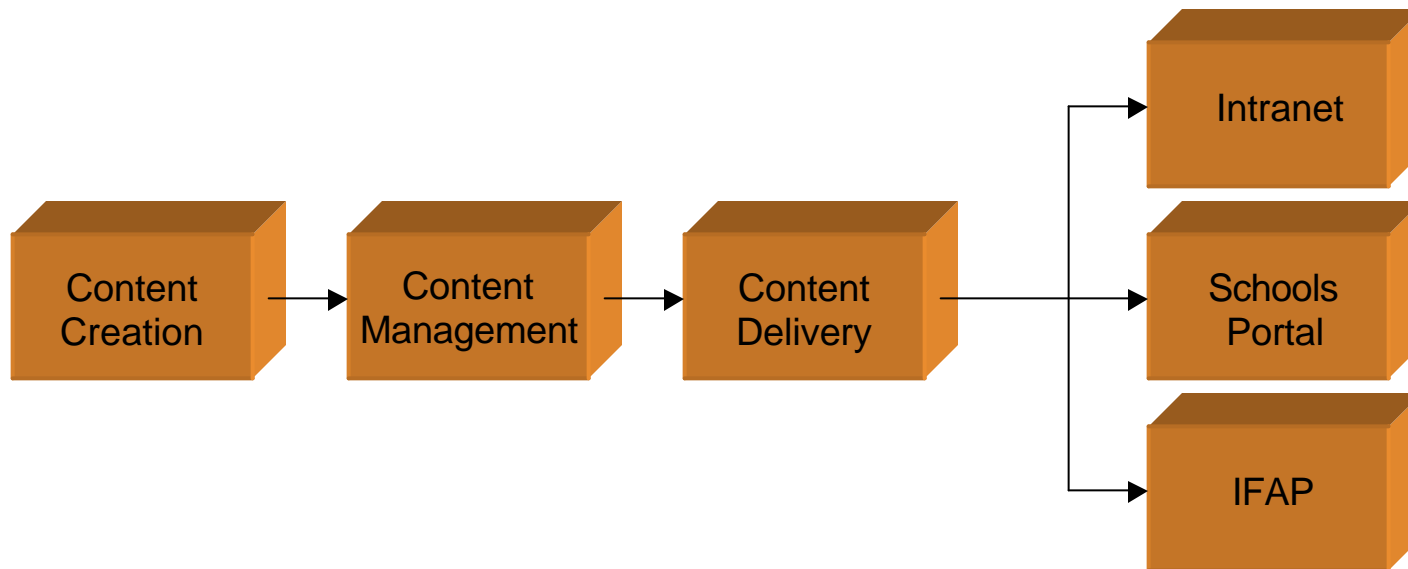 Content
Creation
Content
Management
Content
Delivery
Intranet
Schools
Portal
IFAP